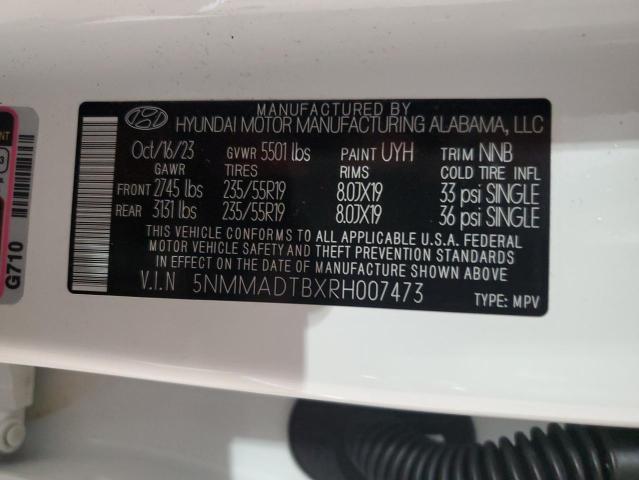 MANUFACTURED BY
HYUNDAI MOTOR MANUFACTURING ALABAMA, LLC
Oct/16/23 GVWR 5501 lbs PAINT UYH TRIM NNB
GAWR TIRES RIMS COLD TIRE INFL
FRONT 2745 lbs 235/55R19 8.0JX19 33 psi SINGLE
REAR 3131 lbs 235/55R19 8.0JX19 36 psi SINGLE
THIS VEHICLE CONFORMS TO ALL APPLICABLE U.S.A. FEDERAL
MOTOR VEHICLE SAFETY AND THEFT PREVENTION STANDARDS
IN EFFECT ON THE DATE OF MANUFACTURE SHOWN ABOVE.
V.I.N 5NMMADTBXRH007473 TYPE: MPV
G710